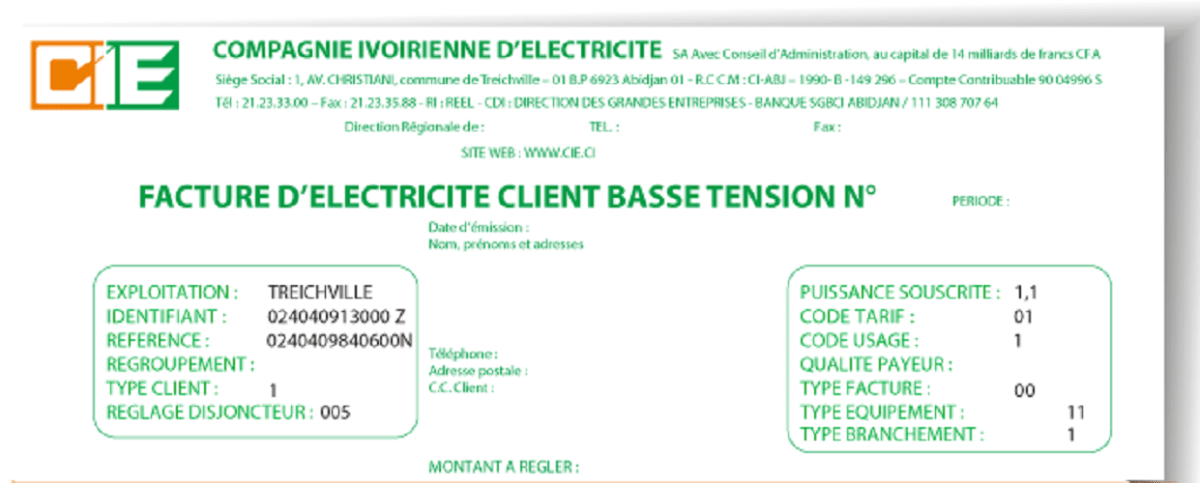 CIE
COMPAGNIE IVOIRIENNE D'ELECTRICITE SA Avec Conseil d'Administration, au capital de 14 milliards de francs CFA
Siège Social : 1, AV. CHRISTIANI, commune de Treichville – 01 B.P 6923 Abidjan 01 - R.C C.M : CI-ABJ – 1990- B -149 296 – Compte Contribuable 90 04996 S
Tél : 21.23.33.00 – Fax : 21.23.35.88 - RI : REEL - CDI : DIRECTION DES GRANDES ENTREPRISES - BANQUE SGBCI ABIDJAN / 111 308 707 64
Direction Régionale de : TEL. : Fax :
SITE WEB : WWW.CIE.CI
FACTURE D'ELECTRICITE CLIENT BASSE TENSION N° PERIODE :
Date d'émission :
Nom, prénoms et adresses
EXPLOITATION : TREICHVILLE
IDENTIFIANT : 024040913000 Z
REFERENCE : 0240409840600N
REGROUPEMENT :
TYPE CLIENT : 1
REGLAGE DISJONCTEUR : 005
Téléphone :
Adresse postale :
C.C. Client :
PUISSANCE SOUSCRITE : 1,1
CODE TARIF : 01
CODE USAGE : 1
QUALITE PAYEUR :
TYPE FACTURE : 00
TYPE EQUIPEMENT : 11
TYPE BRANCHEMENT : 1
MONTANT A REGLER :